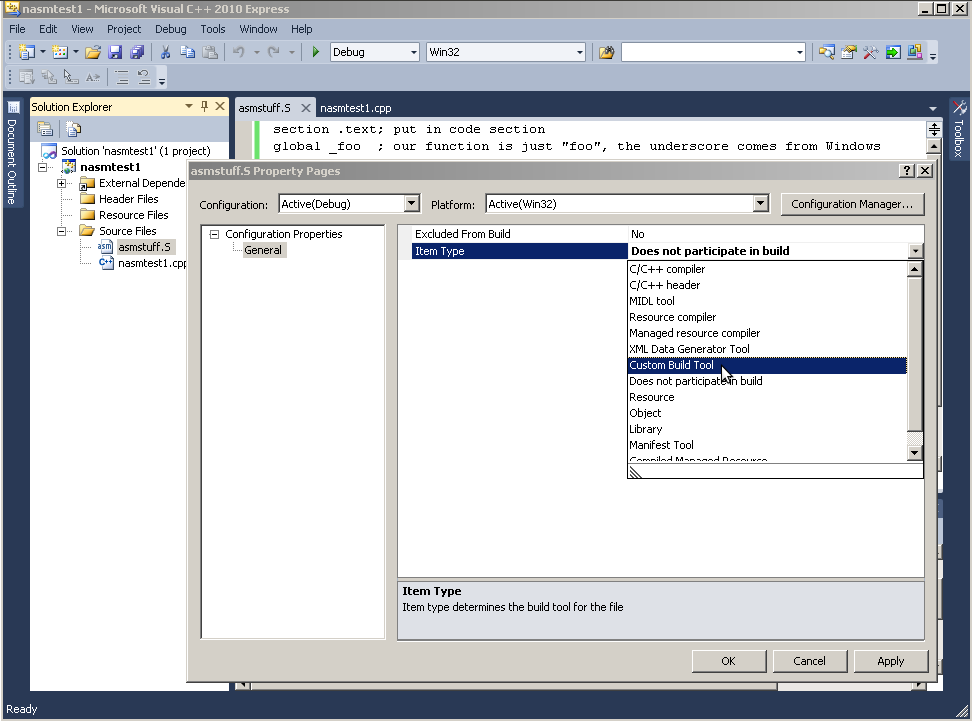 nasmtest1 - Microsoft Visual C++ 2010 Express
File Edit View Project Debug Tools Window Help
Debug Win32
Solution Explorer
asmstuff.S nasmtest1.cpp
Document Outline
Toolbox
section .text; put in code section
global _foo ; our function is just "foo", the underscore comes from Windows
Solution 'nasmtest1' (1 project)
nasmtest1
External Depende
Header Files
Resource Files
Source Files
asmstuff.S
nasmtest1.cpp
asmstuff.S Property Pages
Configuration: Active(Debug) Platform: Active(Win32) Configuration Manager...
Configuration Properties
General
Excluded From Build No
Item Type Does not participate in build
C/C++ compiler
C/C++ header
MIDL tool
Resource compiler
Managed resource compiler
XML Data Generator Tool
Custom Build Tool
Does not participate in build
Resource
Object
Library
Manifest Tool
Compiled Managed Resource
Item Type
Item type determines the build tool for the file
OK Cancel Apply
Ready